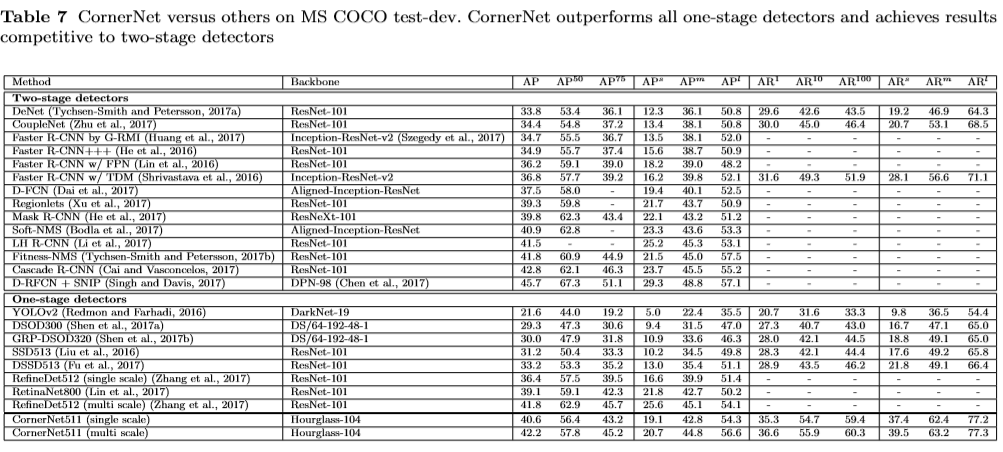 Table 7 CornerNet versus others on MS COCO test-dev. CornerNet outperforms all one-stage detectors and achieves results
competitive to two-stage detectors
Method Backbone AP AP50 AP75 APs APm APl AR1 AR10 AR100 ARs ARm ARl
Two-stage detectors
DeNet (Tychsen-Smith and Petersson, 2017a) ResNet-101 33.8 53.4 36.1 12.3 36.1 50.8 29.6 42.6 43.5 19.2 46.9 64.3
CoupleNet (Zhu et al., 2017) ResNet-101 34.4 54.8 37.2 13.4 38.1 50.8 30.0 45.0 46.4 20.7 53.1 68.5
Faster R-CNN by G-RMI (Huang et al., 2017) Inception-ResNet-v2 (Szegedy et al., 2017) 34.7 55.5 36.7 13.5 38.1 52.0 - - - - - -
Faster R-CNN+++ (He et al., 2016) ResNet-101 34.9 55.7 37.4 15.6 38.7 50.9 - - - - - -
Faster R-CNN w/ FPN (Lin et al., 2016) ResNet-101 36.2 59.1 39.0 18.2 39.0 48.2 - - - - - -
Faster R-CNN w/ TDM (Shrivastava et al., 2016) Inception-ResNet-v2 36.8 57.7 39.2 16.2 39.8 52.1 31.6 49.3 51.9 28.1 56.6 71.1
D-FCN (Dai et al., 2017) Aligned-Inception-ResNet 37.5 58.0 - 19.4 40.1 52.5 - - - - - -
Regionlets (Xu et al., 2017) ResNet-101 39.3 59.8 - 21.7 43.7 50.9 - - - - - -
Mask R-CNN (He et al., 2017) ResNeXt-101 39.8 62.3 43.4 22.1 43.2 51.2 - - - - - -
Soft-NMS (Bodla et al., 2017) Aligned-Inception-ResNet 40.9 62.8 - 23.3 43.6 53.3 - - - - - -
LH R-CNN (Li et al., 2017) ResNet-101 41.5 - - 25.2 45.3 53.1 - - - - - -
Fitness-NMS (Tychsen-Smith and Petersson, 2017b) ResNet-101 41.8 60.9 44.9 21.5 45.0 57.5 - - - - - -
Cascade R-CNN (Cai and Vasconcelos, 2017) ResNet-101 42.8 62.1 46.3 23.7 45.5 55.2 - - - - - -
D-RFCN + SNIP (Singh and Davis, 2017) DPN-98 (Chen et al., 2017) 45.7 67.3 51.1 29.3 48.8 57.1 - - - - - -
One-stage detectors
YOLOv2 (Redmon and Farhadi, 2016) DarkNet-19 21.6 44.0 19.2 5.0 22.4 35.5 20.7 31.6 33.3 9.8 36.5 54.4
DSOD300 (Shen et al., 2017a) DS/64-192-48-1 29.3 47.3 30.6 9.4 31.5 47.0 27.3 40.7 43.0 16.7 47.1 65.0
GRP-DSOD320 (Shen et al., 2017b) DS/64-192-48-1 30.0 47.9 31.8 10.9 33.6 46.3 28.0 42.1 44.5 18.8 49.1 65.0
SSD513 (Liu et al., 2016) ResNet-101 31.2 50.4 33.3 10.2 34.5 49.8 28.3 42.1 44.4 17.6 49.2 65.8
DSSD513 (Fu et al., 2017) ResNet-101 33.2 53.3 35.2 13.0 35.4 51.1 28.9 43.5 46.2 21.8 49.1 66.4
RefineDet512 (single scale) (Zhang et al., 2017) ResNet-101 36.4 57.5 39.5 16.6 39.9 51.4 - - - - - -
RetinaNet800 (Lin et al., 2017) ResNet-101 39.1 59.1 42.3 21.8 42.7 50.2 - - - - - -
RefineDet512 (multi scale) (Zhang et al., 2017) ResNet-101 41.8 62.9 45.7 25.6 45.1 54.1 - - - - - -
CornerNet511 (single scale) Hourglass-104 40.6 56.4 43.2 19.1 42.8 54.3 35.3 54.7 59.4 37.4 62.4 77.2
CornerNet511 (multi scale) Hourglass-104 42.2 57.8 45.2 20.7 44.8 56.6 36.6 55.9 60.3 39.5 63.2 77.3